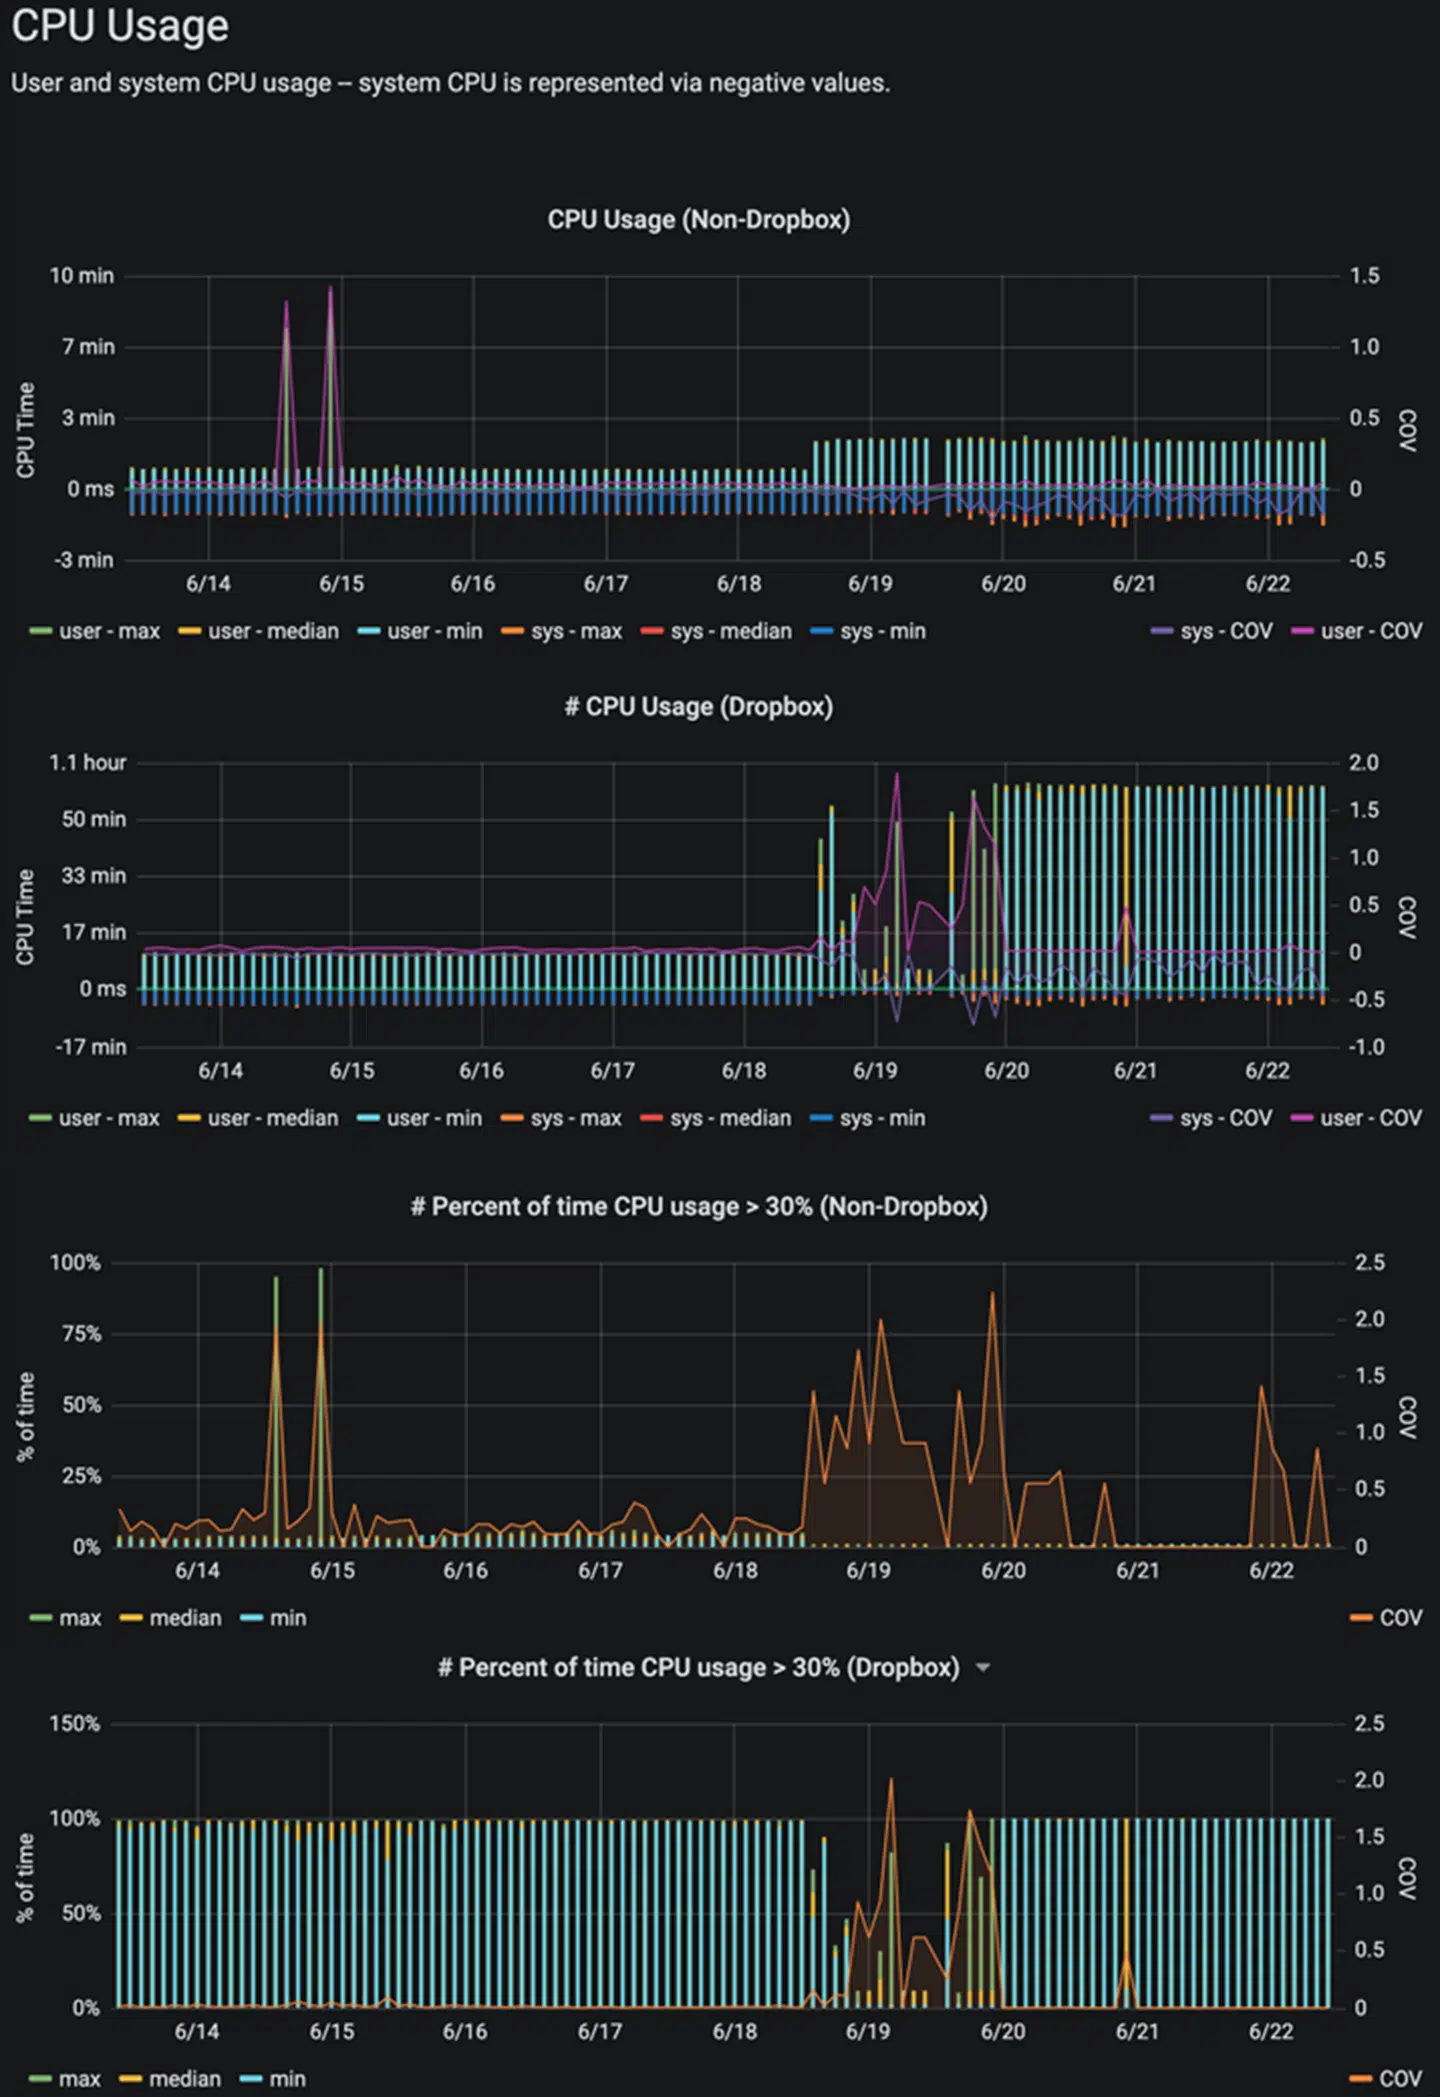 CPU Usage
User and system CPU usage – system CPU is represented via negative values.
CPU Usage (Non-Dropbox)
10 min
7 min
3 min
0 ms
-3 min
CPU Time
1.5
1.0
0.5
0
-0.5
COV
6/14 6/15 6/16 6/17 6/18 6/19 6/20 6/21 6/22
user - max user - median user - min sys - max sys - median sys - min sys - COV user - COV
# CPU Usage (Dropbox)
1.1 hour
50 min
33 min
17 min
0 ms
-17 min
CPU Time
2.0
1.5
1.0
0.5
0
-0.5
-1.0
COV
6/14 6/15 6/16 6/17 6/18 6/19 6/20 6/21 6/22
user - max user - median user - min sys - max sys - median sys - min sys - COV user - COV
# Percent of time CPU usage > 30% (Non-Dropbox)
100%
75%
50%
25%
0%
% of time
2.5
2.0
1.5
1.0
0.5
0
COV
6/14 6/15 6/16 6/17 6/18 6/19 6/20 6/21 6/22
max median min COV
# Percent of time CPU usage > 30% (Dropbox)
150%
100%
50%
0%
% of time
2.5
2.0
1.5
1.0
0.5
0
COV
6/14 6/15 6/16 6/17 6/18 6/19 6/20 6/21 6/22
max median min COV